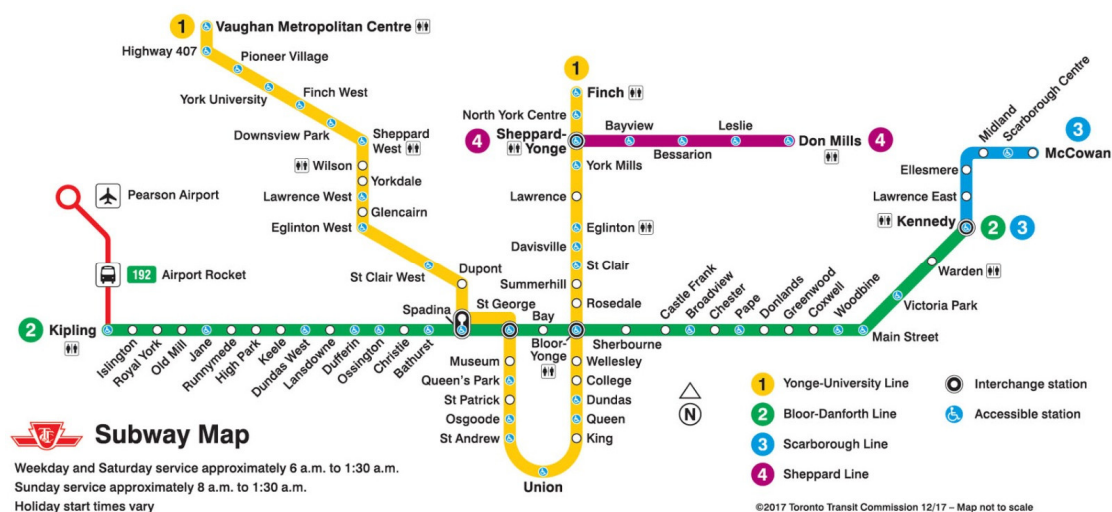 1
Vaughan Metropolitan Centre
Highway 407
Pioneer Village
York University
Finch West
Downsview Park
Sheppard
West
Wilson
Yorkdale
Lawrence West
Glencairn
Eglinton West
St Clair West
Dupont
Spadina
St George
Museum
Queen's Park
St Patrick
Osgoode
St Andrew
Union
1
Finch
North York Centre
4
Sheppard-
Yonge
Bayview
Bessarion
Leslie
Don Mills
4
York Mills
Lawrence
Eglinton
Davisville
St Clair
Summerhill
Rosedale
Bay
Bloor-
Yonge
Wellesley
College
Dundas
Queen
King
Midland
Scarborough Centre
3
McCowan
Ellesmere
Lawrence East
Kennedy
2
3
Warden
Victoria Park
Main Street
Pearson Airport
192
Airport Rocket
2
Kipling
Islington
Royal York
Old Mill
Jane
Runnymede
High Park
Keele
Dundas West
Lansdowne
Dufferin
Ossington
Christie
Bathurst
Sherbourne
Castle Frank
Broadview
Chester
Pape
Donlands
Greenwood
Coxwell
Woodbine
N
1 Yonge-University Line
2 Bloor-Danforth Line
3 Scarborough Line
4 Sheppard Line
Interchange station
Accessible station
TTC
Subway Map
Weekday and Saturday service approximately 6 a.m. to 1:30 a.m.
Sunday service approximately 8 a.m. to 1:30 a.m.
Holiday start times vary
©2017 Toronto Transit Commission 12/17 – Map not to scale